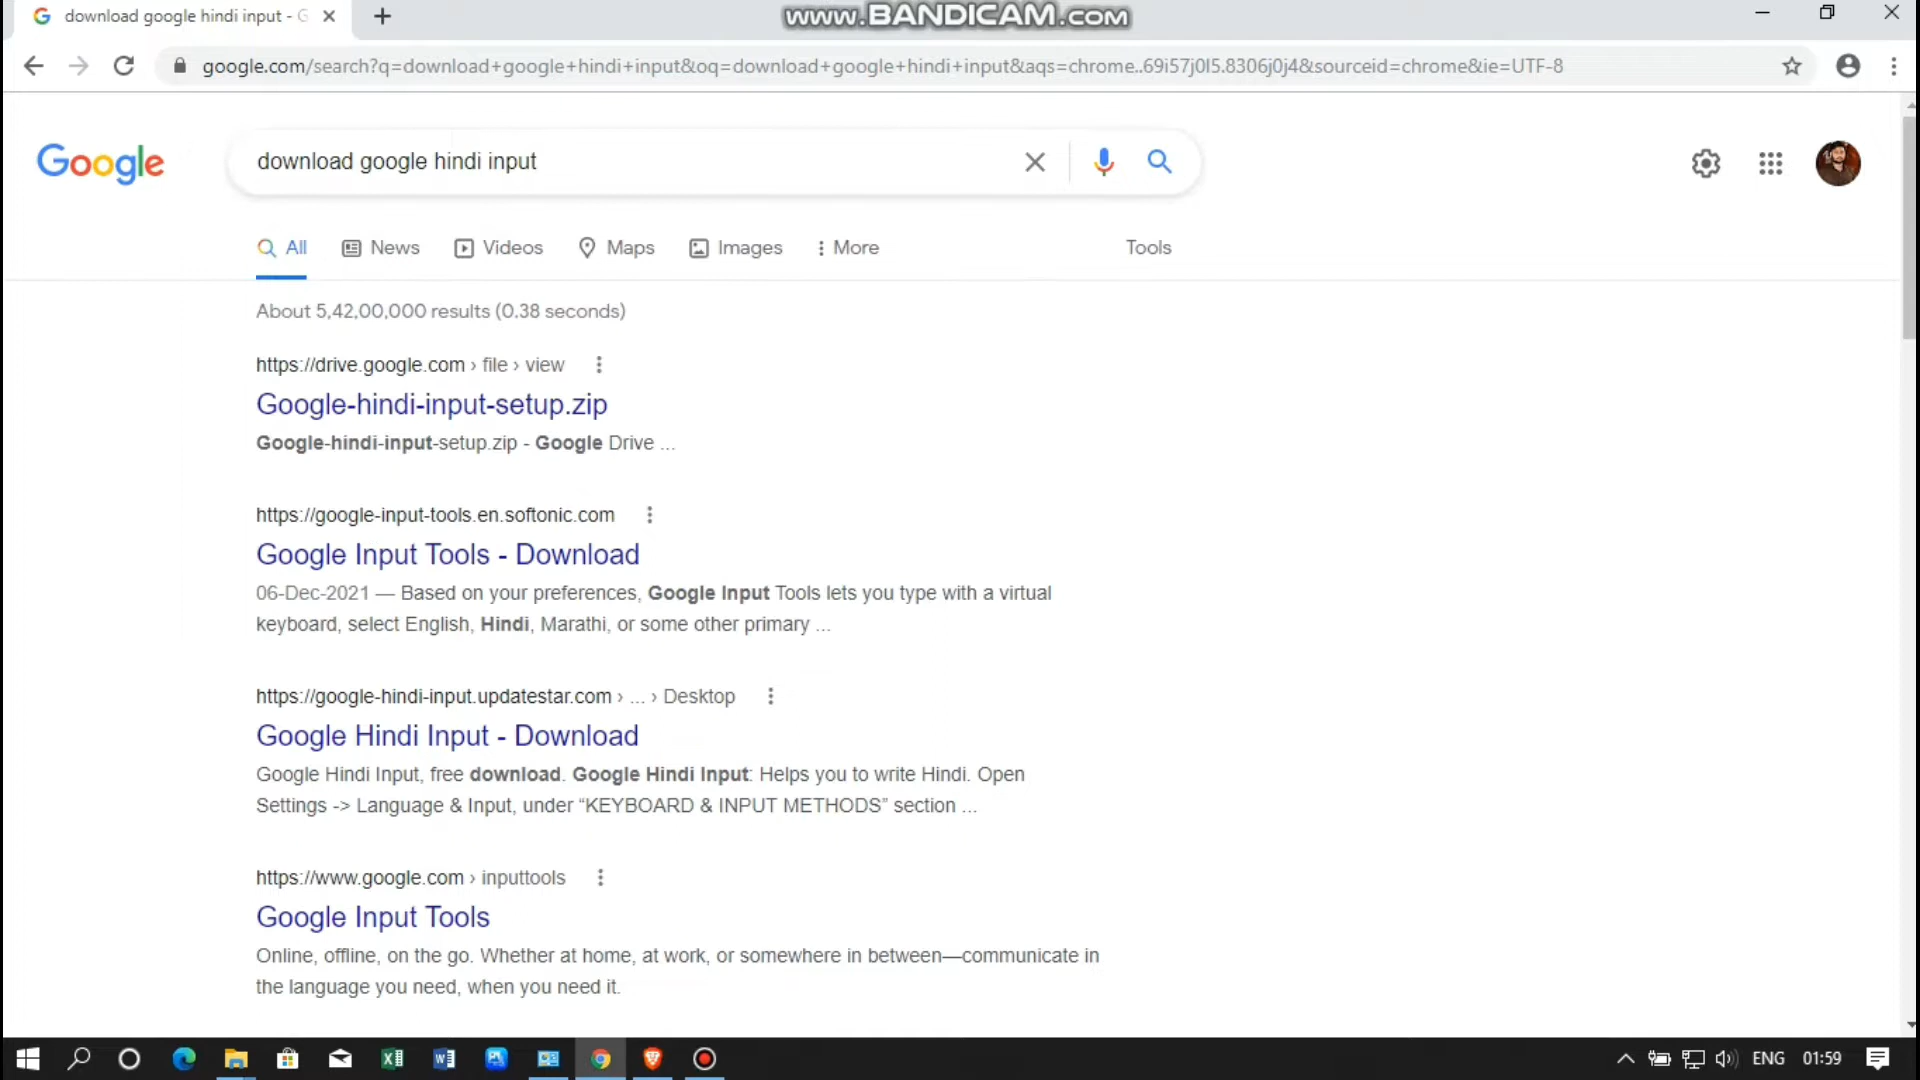 download google hindi input - G
www.BANDICAM.com
google.com/search?q=download+google+hindi+input&oq=download+google+hindi+input&aqs=chrome..69i57j0l5.8306j0j4&sourceid=chrome&ie=UTF-8
Google
download google hindi input
All News Videos Maps Images More Tools
About 5,42,00,000 results (0.38 seconds)
https://drive.google.com › file › view
Google-hindi-input-setup.zip
Google-hindi-input-setup.zip - Google Drive ...
https://google-input-tools.en.softonic.com
Google Input Tools - Download
06-Dec-2021 — Based on your preferences, Google Input Tools lets you type with a virtual
keyboard, select English, Hindi, Marathi, or some other primary ...
https://google-hindi-input.updatestar.com › ... › Desktop
Google Hindi Input - Download
Google Hindi Input, free download. Google Hindi Input: Helps you to write Hindi. Open
Settings -> Language & Input, under “KEYBOARD & INPUT METHODS” section ...
https://www.google.com › inputtools
Google Input Tools
Online, offline, on the go. Whether at home, at work, or somewhere in between—communicate in
the language you need, when you need it.
ENG 01:59